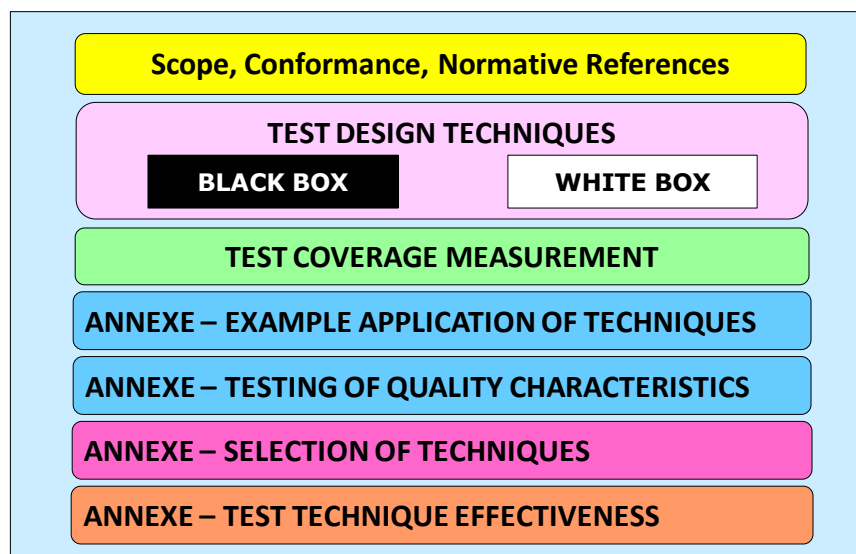 Scope, Conformance, Normative References
TEST DESIGN TECHNIQUES
BLACK BOX
WHITE BOX
TEST COVERAGE MEASUREMENT
ANNEXE – EXAMPLE APPLICATION OF TECHNIQUES
ANNEXE – TESTING OF QUALITY CHARACTERISTICS
ANNEXE – SELECTION OF TECHNIQUES
ANNEXE – TEST TECHNIQUE EFFECTIVENESS